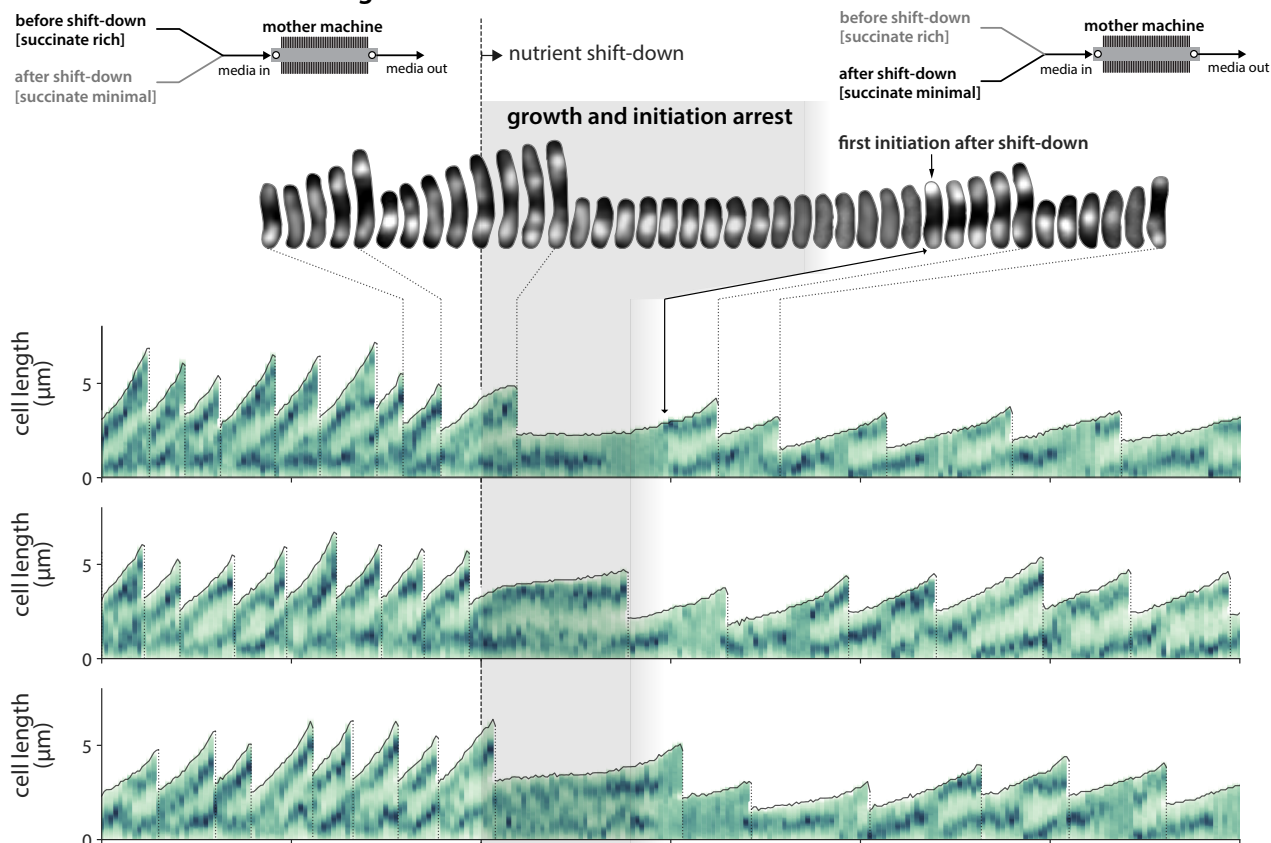 before shift-down
[succinate rich]
after shift-down
[succinate minimal]
mother machine
media in
media out
nutrient shift-down
before shift-down
[succinate rich]
after shift-down
[succinate minimal]
mother machine
media in
media out
growth and initiation arrest
first initiation after shift-down
cell length
(μm)
5
0
cell length
(μm)
5
0
cell length
(μm)
5
0